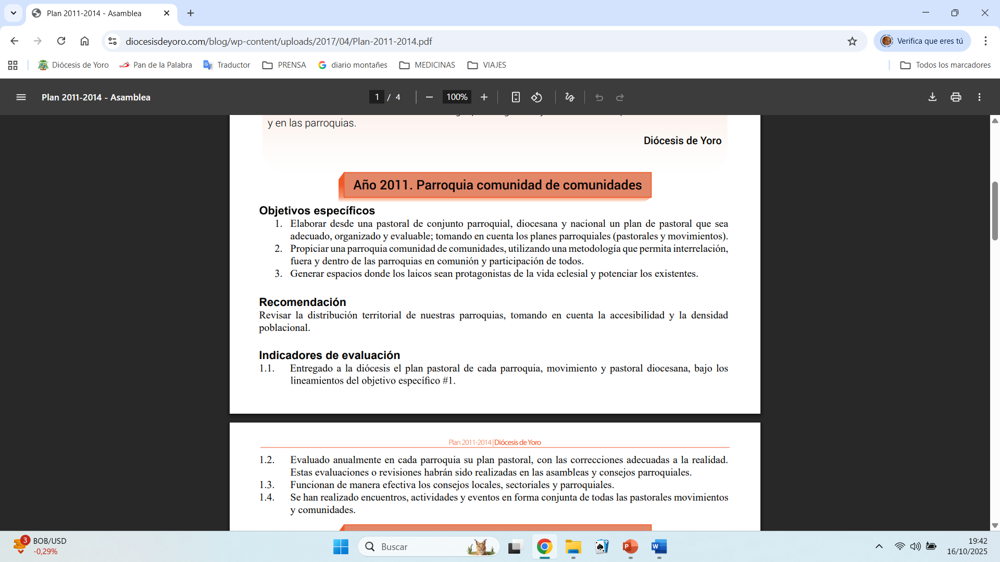 Plan 2011-2014 - Asamblea
diocesisdeyoro.com/blog/wp-content/uploads/2017/04/Plan-2011-2014.pdf
Verifica que eres tú
Diócesis de Yoro
Pan de la Palabra
Traductor
PRENSA
diario montañes
MEDICINAS
VIAJES
Todos los marcadores
Plan 2011-2014 - Asamblea
1 / 4
100%
y en las parroquias.
Diócesis de Yoro
Año 2011. Parroquia comunidad de comunidades
Objetivos específicos
1. Elaborar desde una pastoral de conjunto parroquial, diocesana y nacional un plan de pastoral que sea
adecuado, organizado y evaluable; tomando en cuenta los planes parroquiales (pastorales y movimientos).
2. Propiciar una parroquia comunidad de comunidades, utilizando una metodología que permita interrelación,
fuera y dentro de las parroquias en comunión y participación de todos.
3. Generar espacios donde los laicos sean protagonistas de la vida eclesial y potenciar los existentes.
Recomendación
Revisar la distribución territorial de nuestras parroquias, tomando en cuenta la accesibilidad y la densidad
poblacional.
Indicadores de evaluación
1.1. Entregado a la diócesis el plan pastoral de cada parroquia, movimiento y pastoral diocesana, bajo los
lineamientos del objetivo específico #1.
Plan 2011-2014|Diócesis de Yoro
1.2. Evaluado anualmente en cada parroquia su plan pastoral, con las correcciones adecuadas a la realidad.
Estas evaluaciones o revisiones habrán sido realizadas en las asambleas y consejos parroquiales.
1.3. Funcionan de manera efectiva los consejos locales, sectoriales y parroquiales.
1.4. Se han realizado encuentros, actividades y eventos en forma conjunta de todas las pastorales movimientos
y comunidades.
3
BOB/USD
-0,29%
Buscar
19:42
16/10/2025